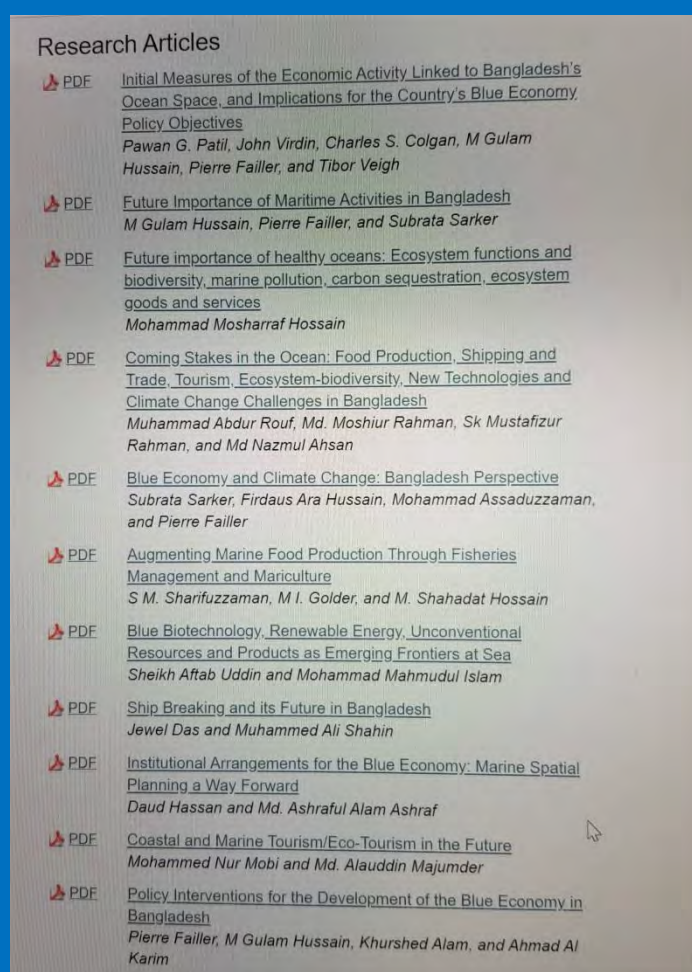 Research Articles
PDF
Initial Measures of the Economic Activity Linked to Bangladesh's
Ocean Space, and Implications for the Country's Blue Economy
Policy Objectives
Pawan G. Patil, John Virdin, Charles S. Colgan, M Gulam
Hussain, Pierre Failler, and Tibor Veigh
PDF
Future Importance of Maritime Activities in Bangladesh
M Gulam Hussain, Pierre Failler, and Subrata Sarker
PDF
Future importance of healthy oceans: Ecosystem functions and
biodiversity, marine pollution, carbon sequestration, ecosystem
goods and services
Mohammad Mosharraf Hossain
PDF
Coming Stakes in the Ocean: Food Production, Shipping and
Trade, Tourism, Ecosystem-biodiversity, New Technologies and
Climate Change Challenges in Bangladesh
Muhammad Abdur Rouf, Md. Moshiur Rahman, Sk Mustafizur
Rahman, and Md Nazmul Ahsan
PDF
Blue Economy and Climate Change: Bangladesh Perspective
Subrata Sarker, Firdaus Ara Hussain, Mohammad Assaduzzaman,
and Pierre Failler
PDF
Augmenting Marine Food Production Through Fisheries
Management and Mariculture
S M. Sharifuzzaman, M I. Golder, and M. Shahadat Hossain
PDF
Blue Biotechnology, Renewable Energy, Unconventional
Resources and Products as Emerging Frontiers at Sea
Sheikh Aftab Uddin and Mohammad Mahmudul Islam
PDF
Ship Breaking and its Future in Bangladesh
Jewel Das and Muhammed Ali Shahin
PDF
Institutional Arrangements for the Blue Economy: Marine Spatial
Planning a Way Forward
Daud Hassan and Md. Ashraful Alam Ashraf
PDF
Coastal and Marine Tourism/Eco-Tourism in the Future
Mohammed Nur Mobi and Md. Alauddin Majumder
PDF
Policy Interventions for the Development of the Blue Economy in
Bangladesh
Pierre Failler, M Gulam Hussain, Khurshed Alam, and Ahmad Al
Karim